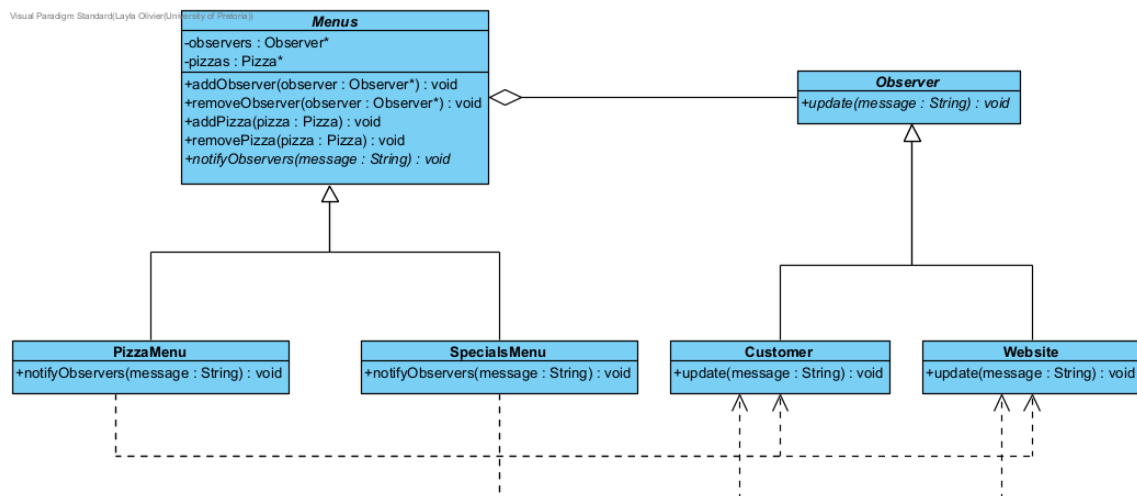 Visual Paradigm Standard(Layla Olivier(University of Pretoria))
Menus
-observers : Observer*
-pizzas : Pizza*
+addObserver(observer : Observer*) : void
+removeObserver(observer : Observer*) : void
+addPizza(pizza : Pizza) : void
+removePizza(pizza : Pizza) : void
+notifyObservers(message : String) : void
Observer
+update(message : String) : void
PizzaMenu
+notifyObservers(message : String) : void
SpecialsMenu
+notifyObservers(message : String) : void
Customer
+update(message : String) : void
Website
+update(message : String) : void